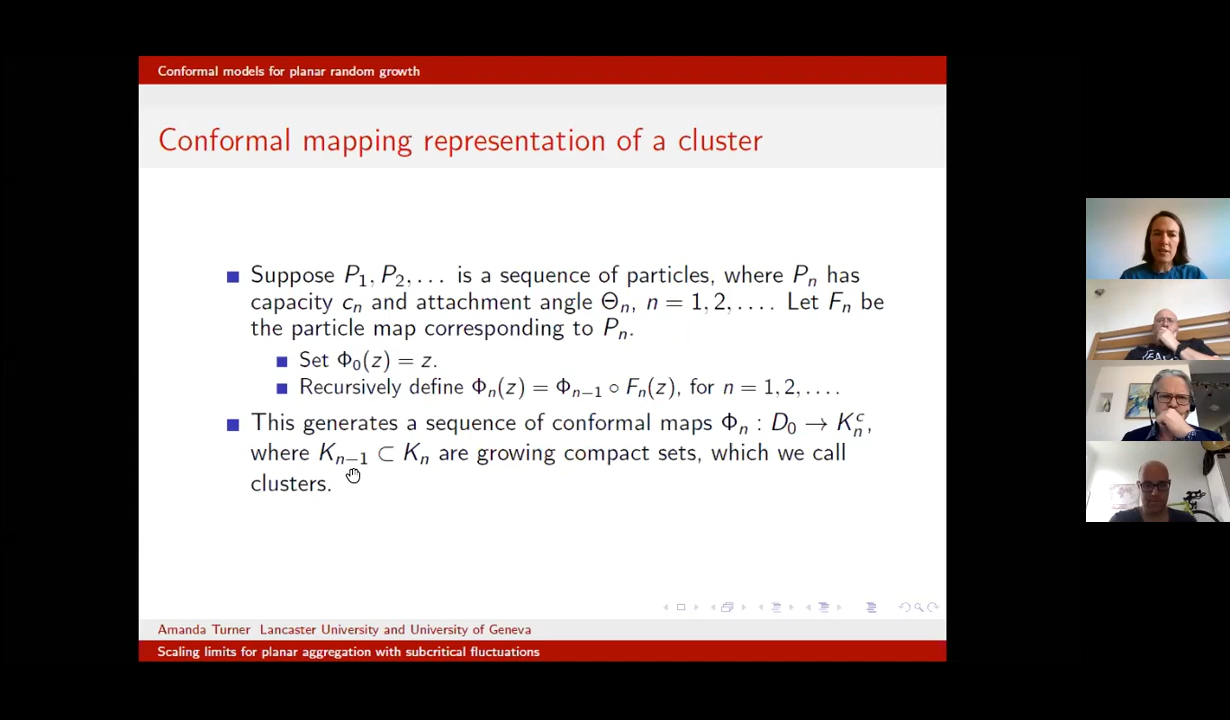 Conformal models for planar random growth
Conformal mapping representation of a cluster
Suppose P₁, P₂, . . . is a sequence of particles, where Pₙ has
capacity cₙ and attachment angle Θₙ, n = 1, 2, . . . . Let Fₙ be
the particle map corresponding to Pₙ.
Set Φ₀(z) = z.
Recursively define Φₙ(z) = Φₙ₋₁ ∘ Fₙ(z), for n = 1, 2, . . . .
This generates a sequence of conformal maps Φₙ : D₀ → Kₙᶜ,
where Kₙ₋₁ ⊂ Kₙ are growing compact sets, which we call
clusters.
Amanda Turner Lancaster University and University of Geneva
Scaling limits for planar aggregation with subcritical fluctuations